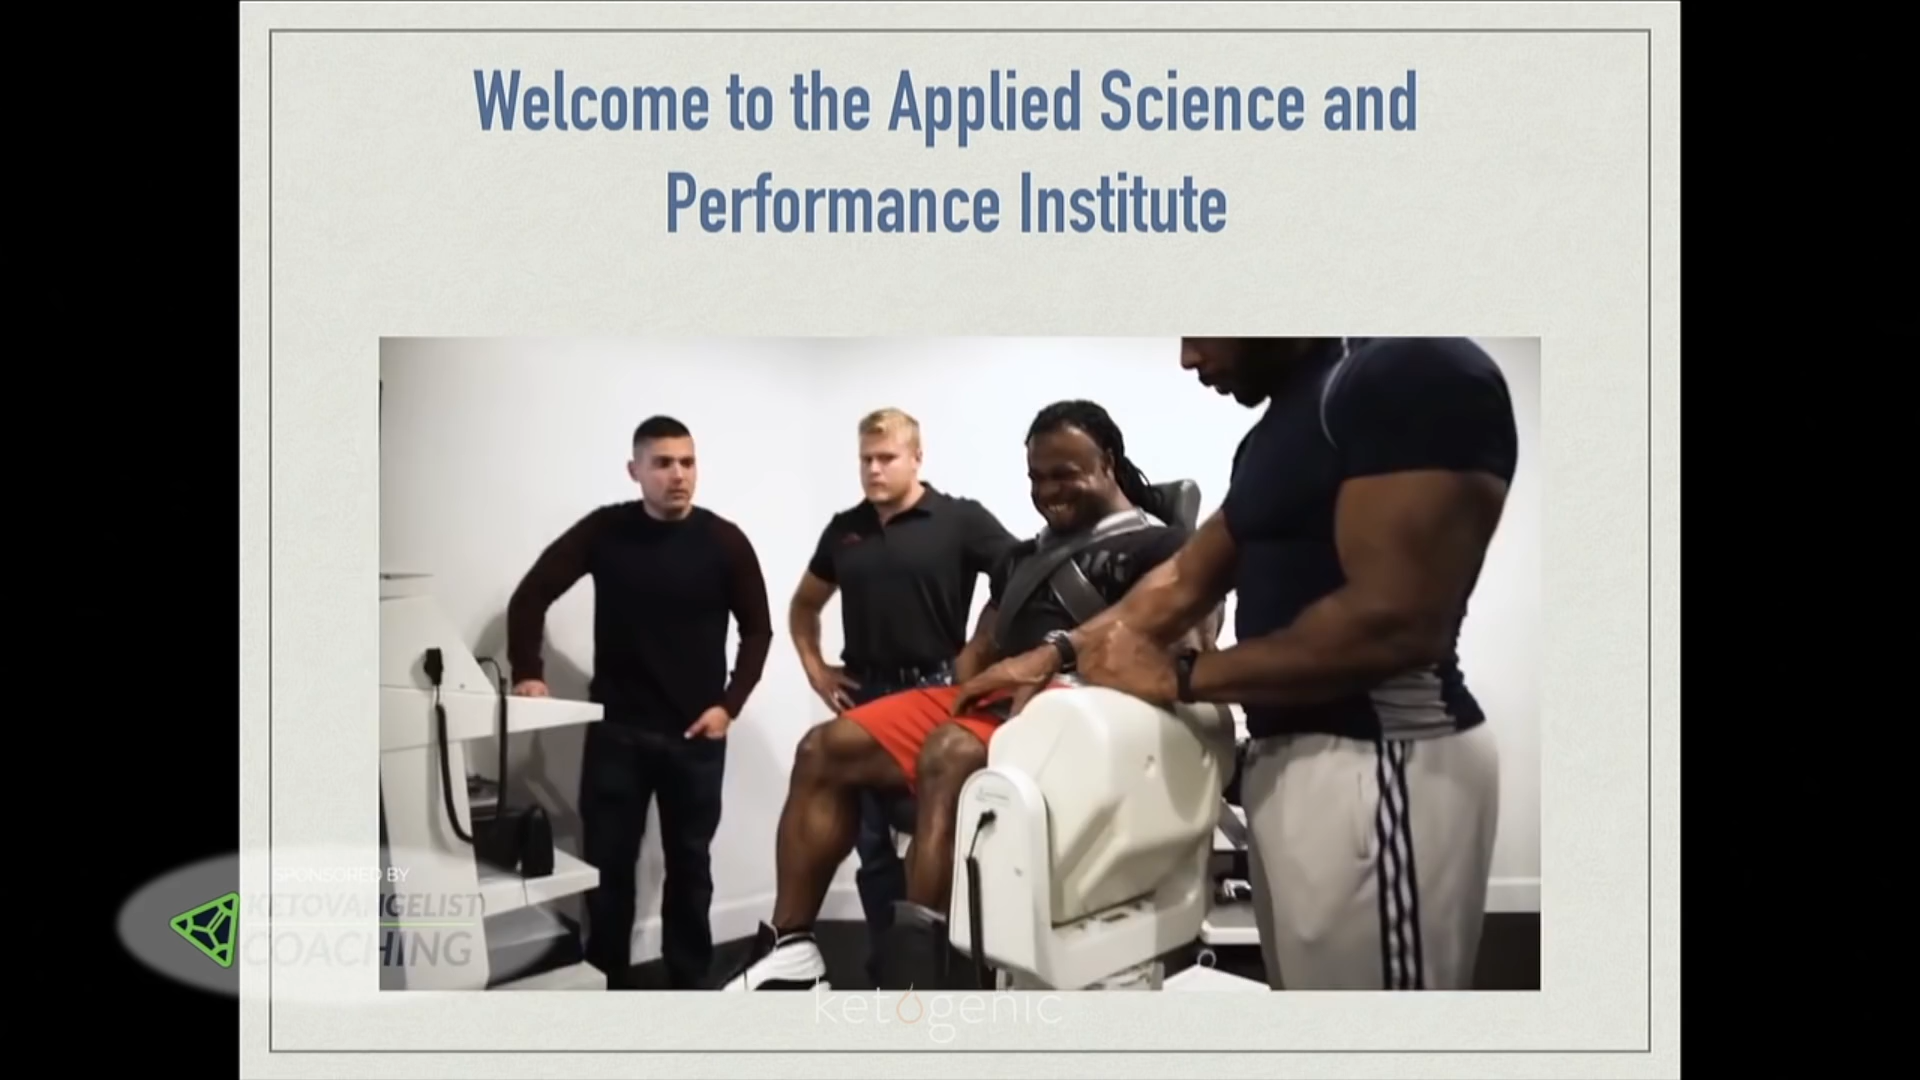 Welcome to the Applied Science and
Performance Institute
SPONSORED BY
KETOVANGELIST
COACHING
ketogenic